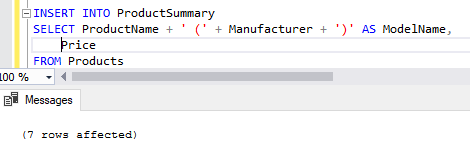 INSERT INTO ProductSummary
SELECT ProductName + ' (' + Manufacturer + ')' AS ModelName,
Price
FROM Products
100 %
Messages
(7 rows affected)